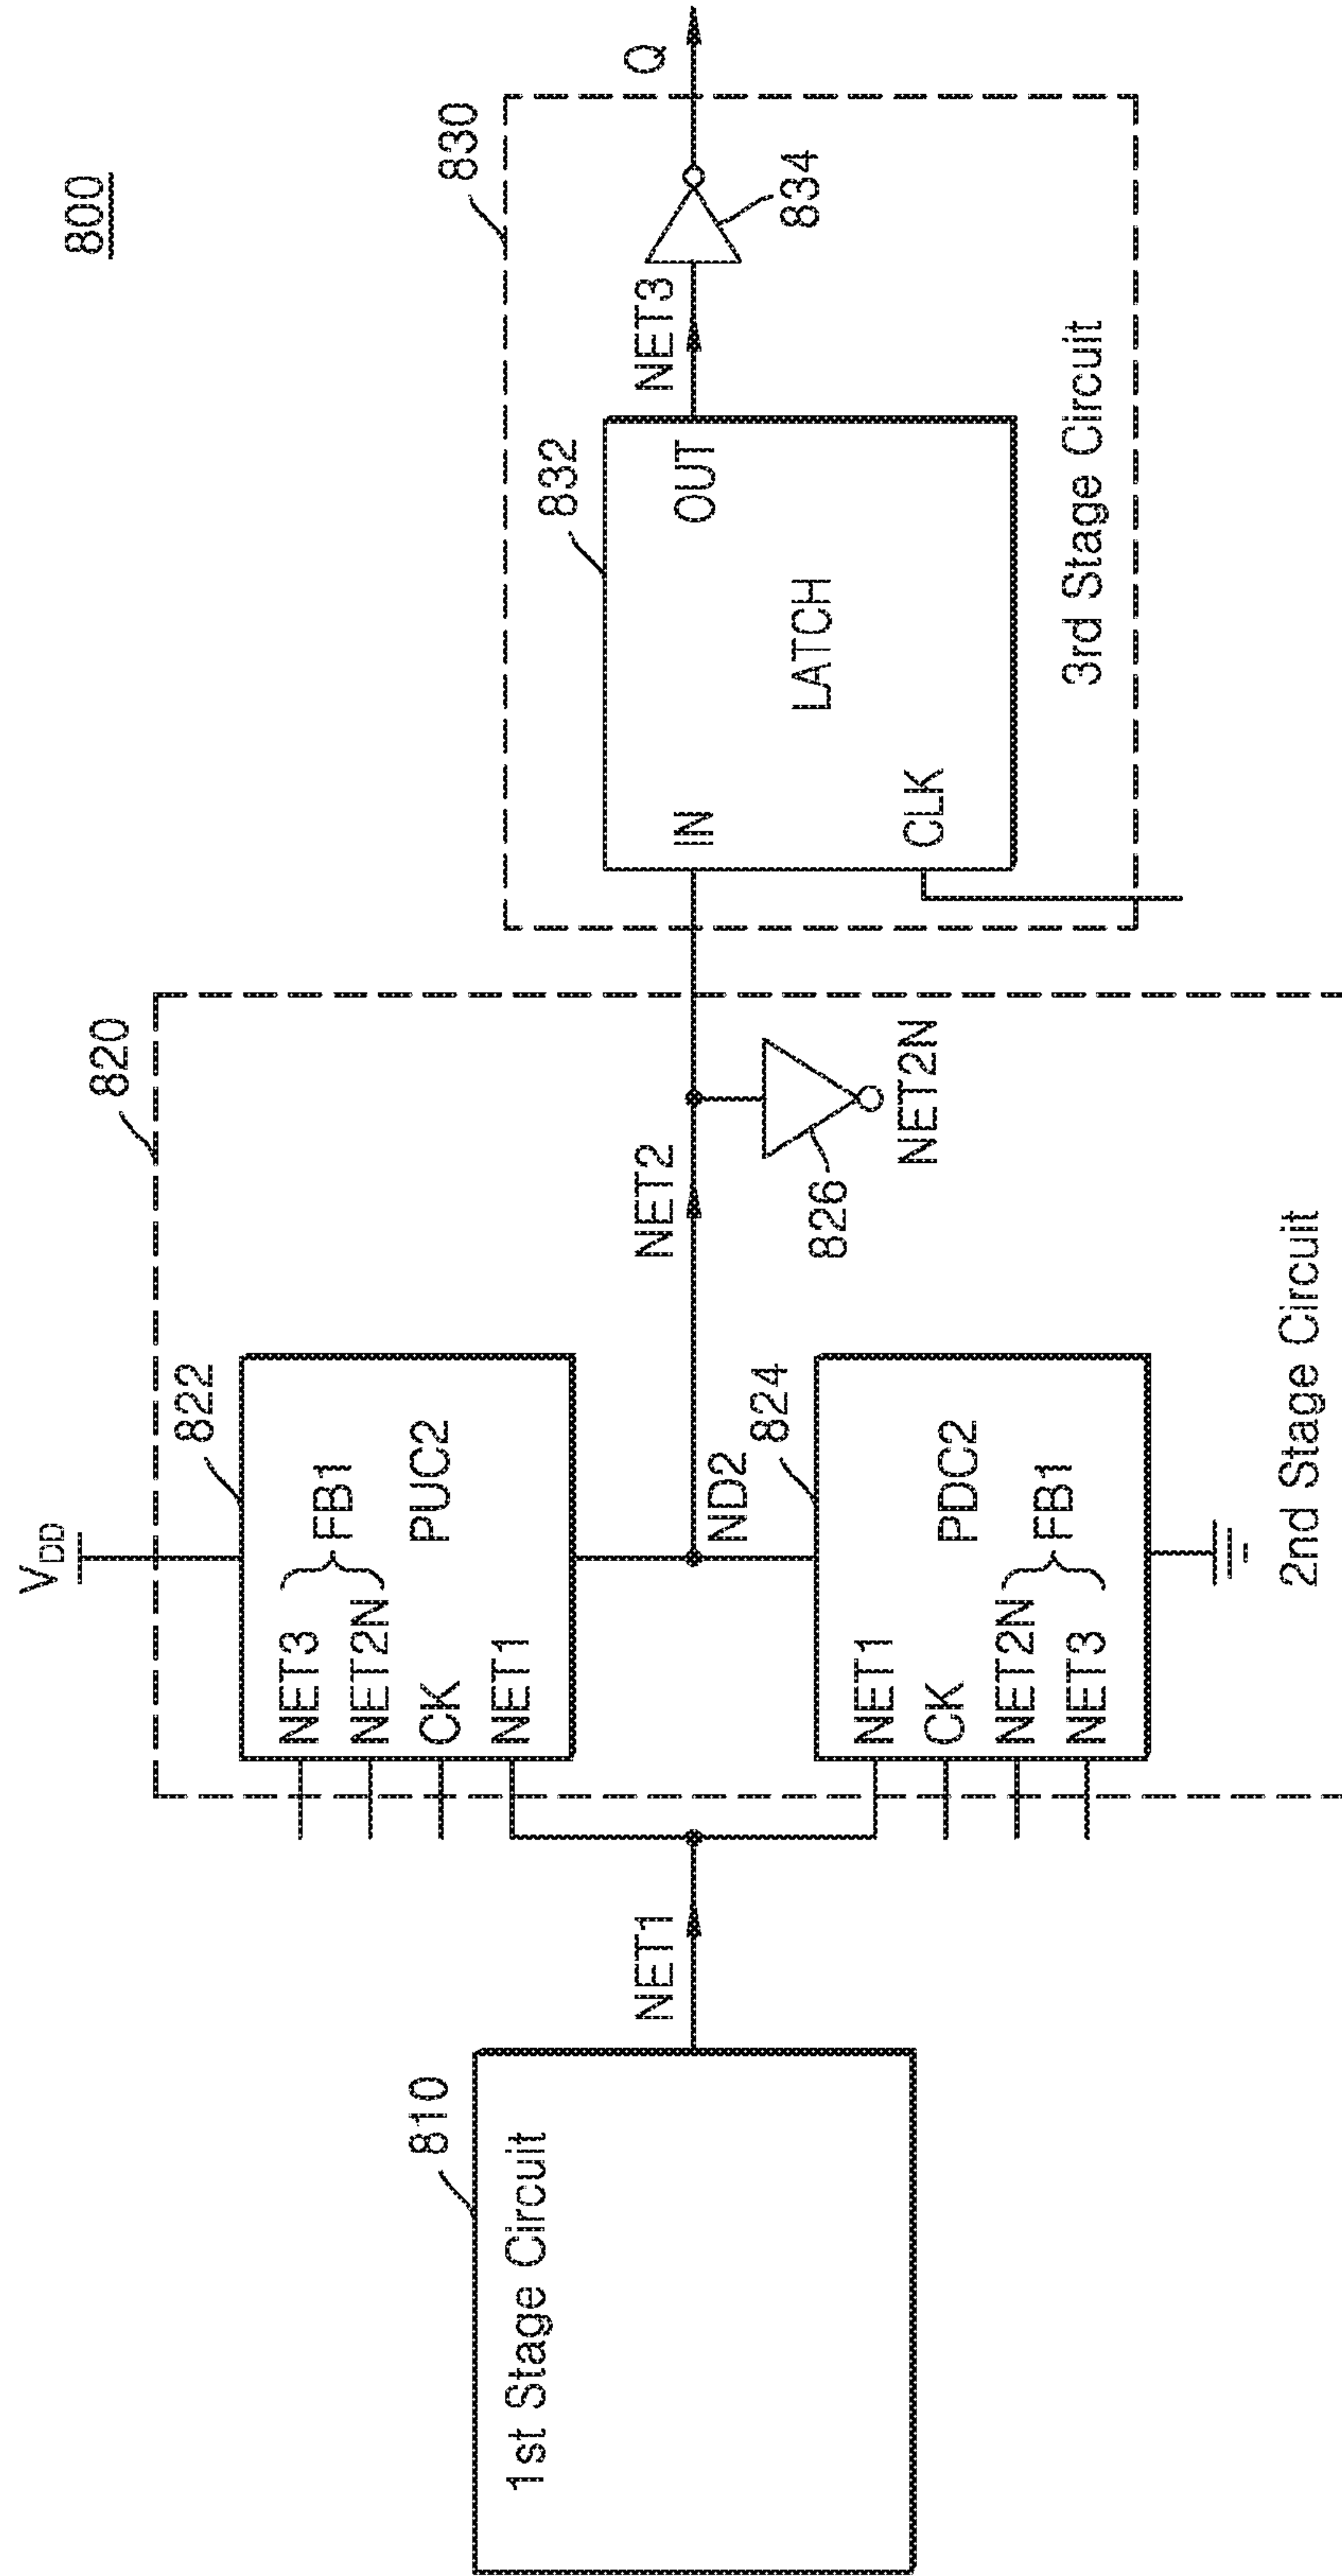 800
810
1st Stage Circuit
NET1
820
V_DD
822
NET3
NET2N
FB1
CK
NET1
PUC2
ND2
824
NET1
CK
NET2N
NET3
FB1
PDC2
NET2
826
NET2N
2nd Stage Circuit
830
832
IN
OUT
LATCH
CLK
NET3
834
Q
3rd Stage Circuit